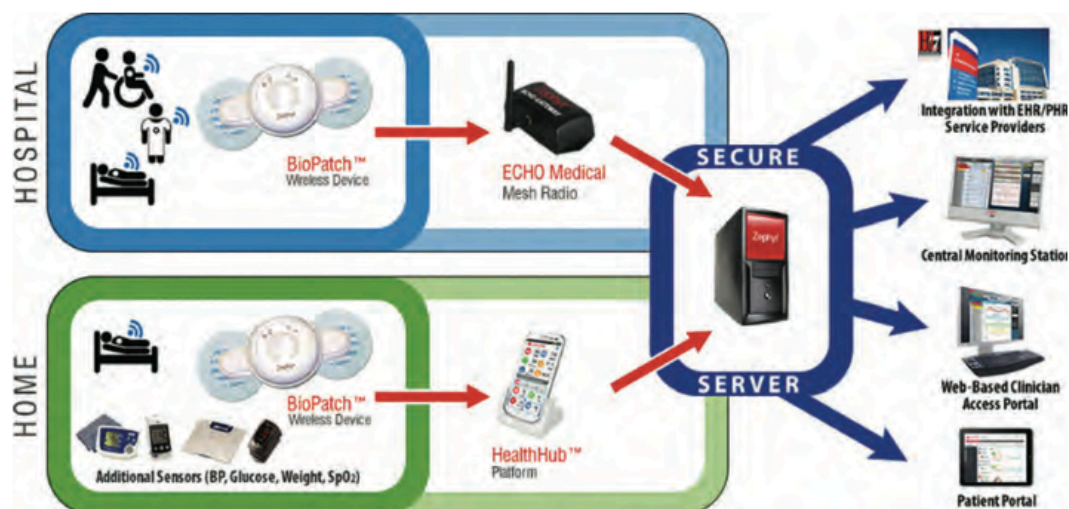 HOSPITAL
BioPatch™
Wireless Device
ECHO Medical
Mesh Radio
HOME
BioPatch™
Wireless Device
Additional Sensors (BP, Glucose, Weight, SpO₂)
HealthHub™
Platform
SECURE
Zephyr
SERVER
Integration with EHR/PHR
Service Providers
Central Monitoring Station
Web-Based Clinician
Access Portal
Patient Portal